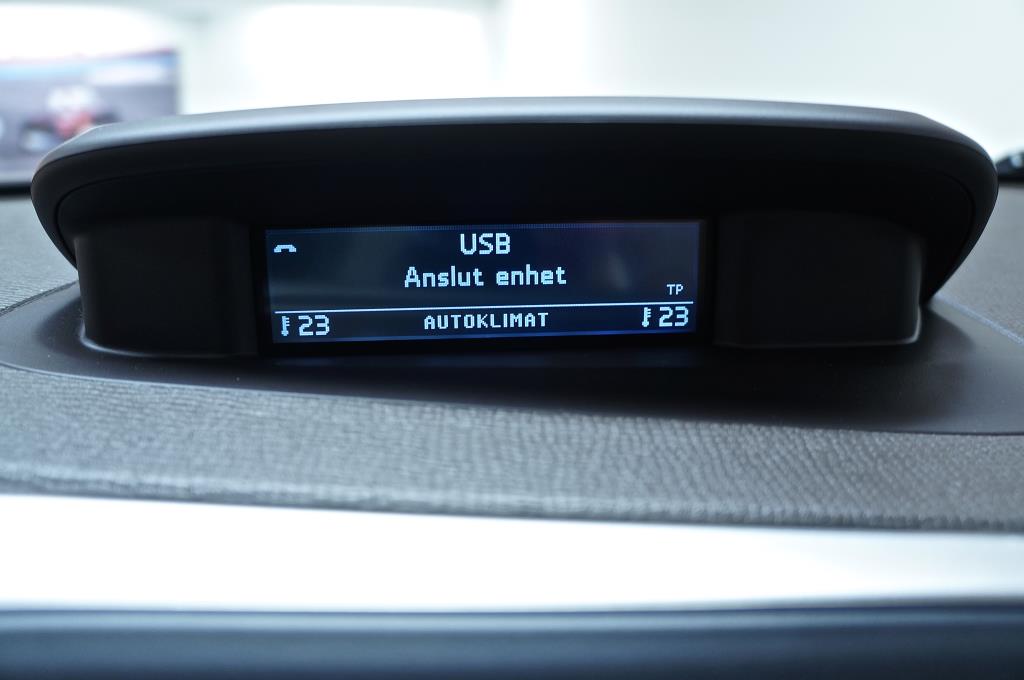 USB
Anslut enhet
TP
23 AUTOKLIMAT 23